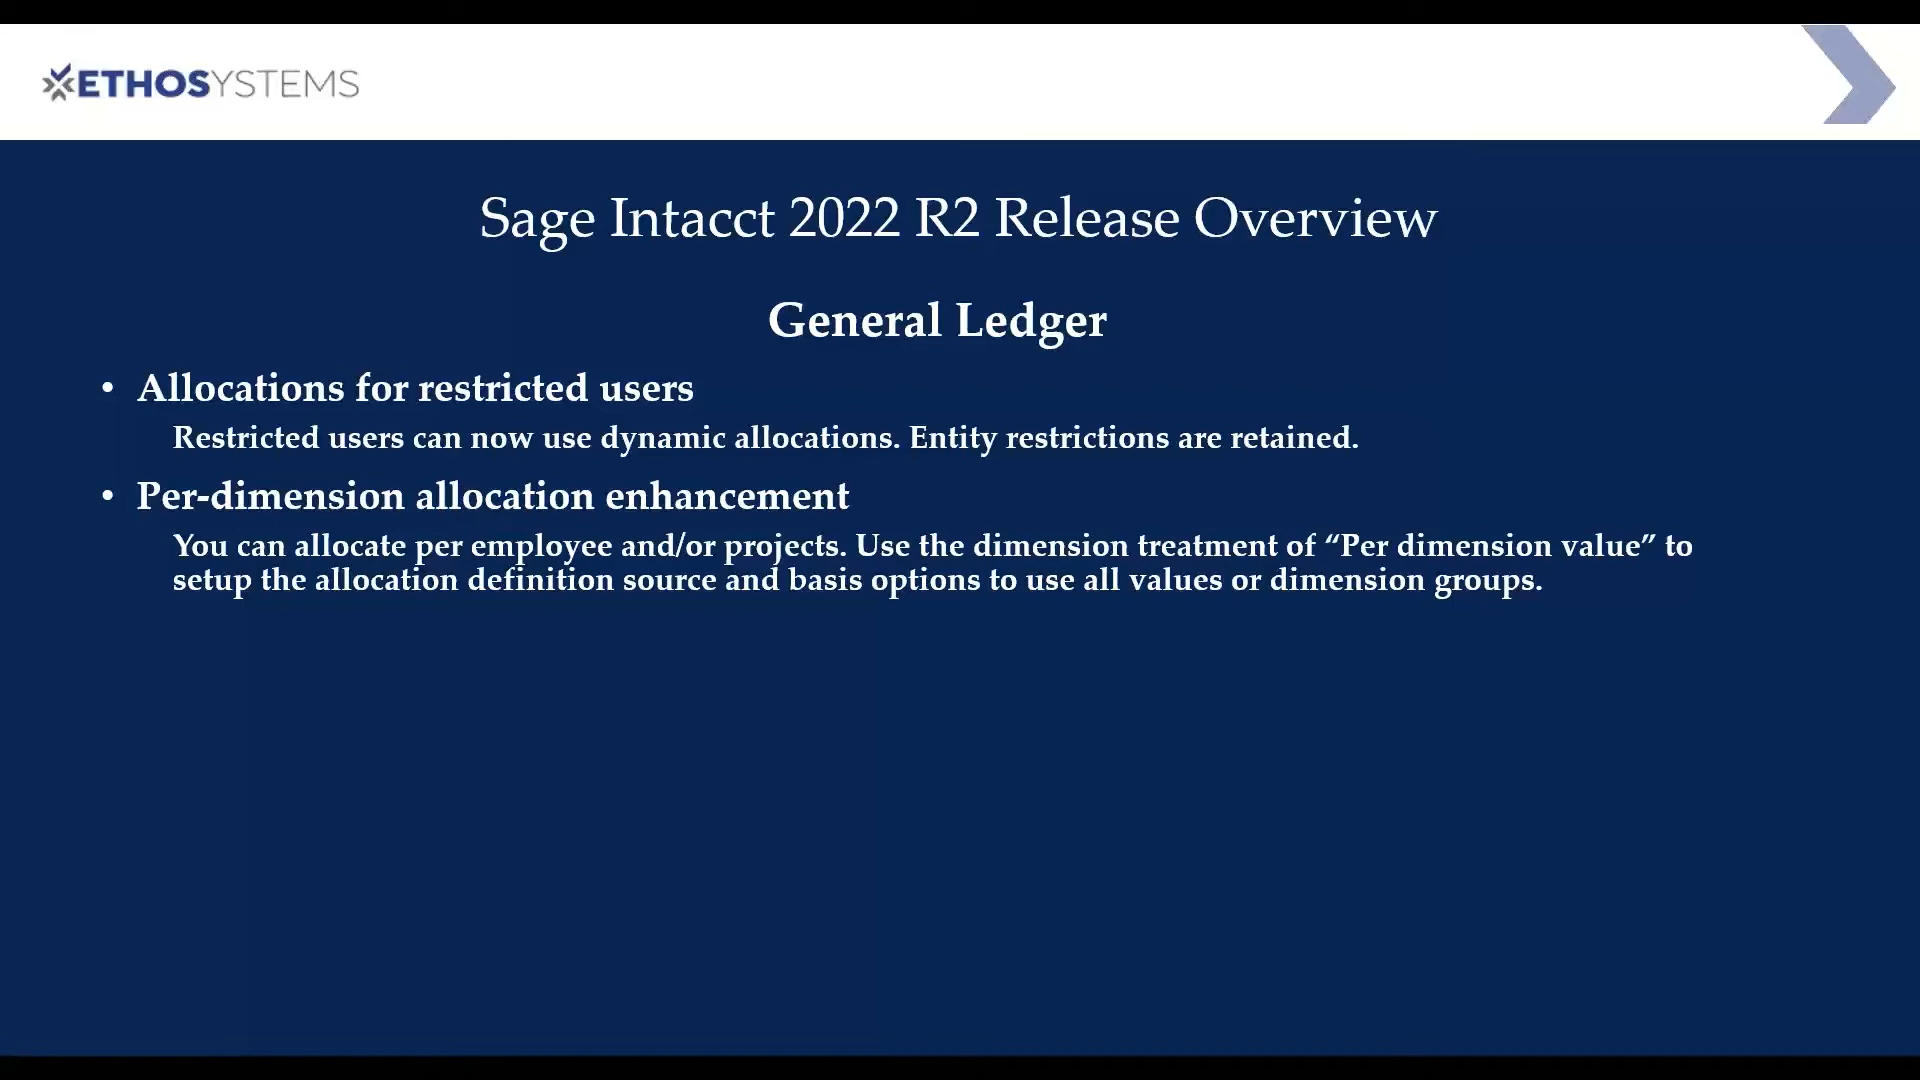 ETHOSYSTEMS
Sage Intacct 2022 R2 Release Overview
General Ledger
• Allocations for restricted users
Restricted users can now use dynamic allocations. Entity restrictions are retained.
• Per-dimension allocation enhancement
You can allocate per employee and/or projects. Use the dimension treatment of “Per dimension value” to
setup the allocation definition source and basis options to use all values or dimension groups.